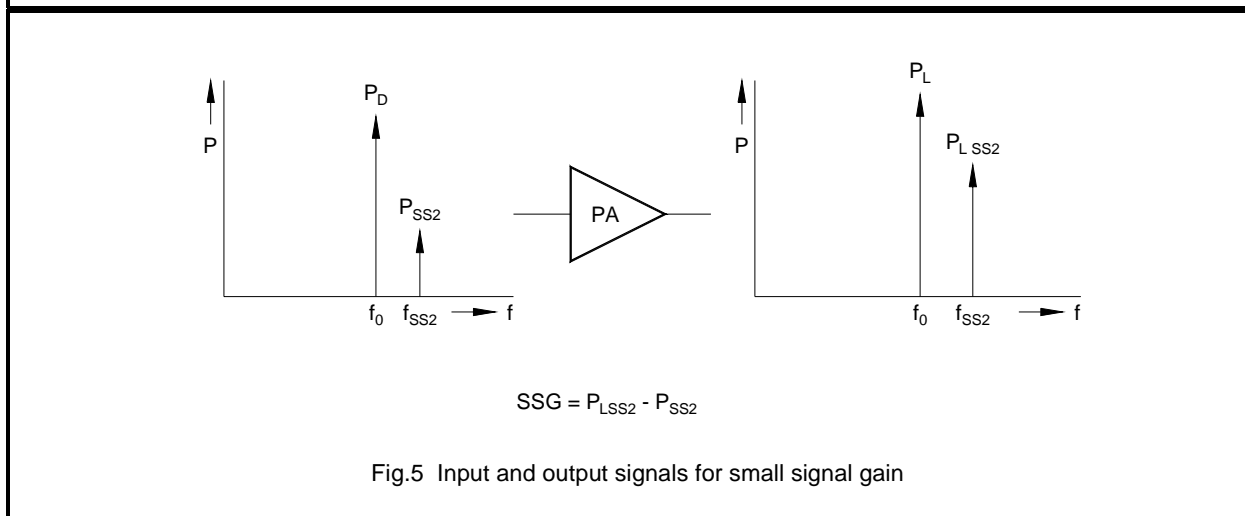 P
P_D
P_SS2
f_0
f_SS2
f
PA
P
P_L
P_L SS2
f_0
f_SS2
f
SSG = P_LSS2 - P_SS2
Fig.5 Input and output signals for small signal gain